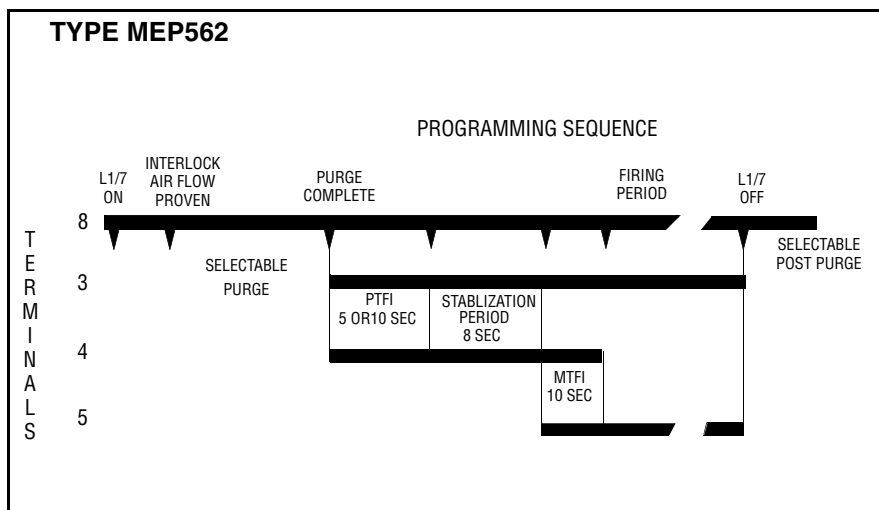 TYPE MEP562
PROGRAMMING SEQUENCE
L1/7
ON
INTERLOCK
AIR FLOW
PROVEN
PURGE
COMPLETE
FIRING
PERIOD
L1/7
OFF
TERMINALS
8
SELECTABLE
PURGE
SELECTABLE
POST PURGE
3
PTFI
5 OR10 SEC
STABLIZATION
PERIOD
8 SEC
4
MTFI
10 SEC
5